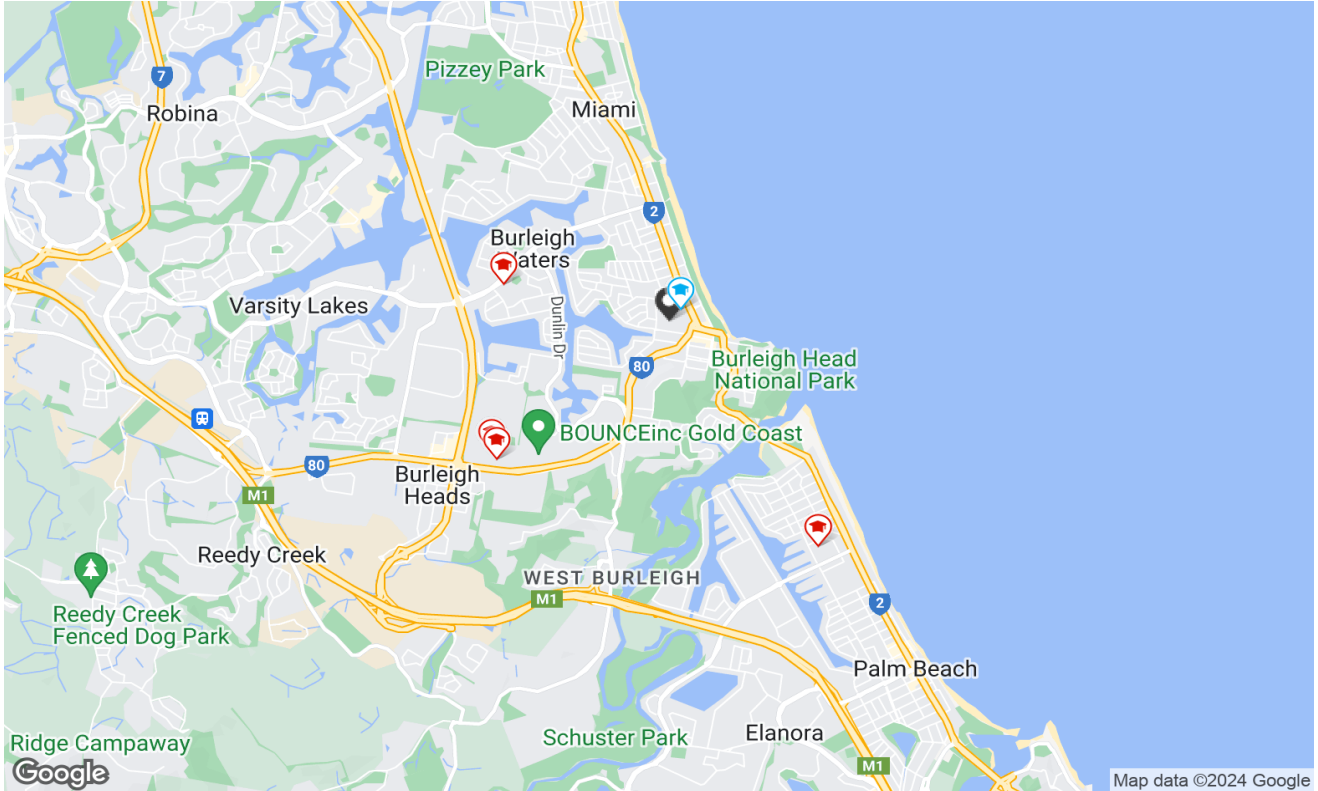 Pizzey Park
7
Robina
Miami
2
Burleigh
aters
Varsity Lakes
Dunlin Dr
80
Burleigh Head
National Park
BOUNCEinc Gold Coast
80
Burleigh
Heads
M1
Reedy Creek
WEST BURLEIGH
M1
2
Reedy Creek
Fenced Dog Park
Palm Beach
Ridge Campaway
Schuster Park
Elanora
M1
Google
Map data ©2024 Google